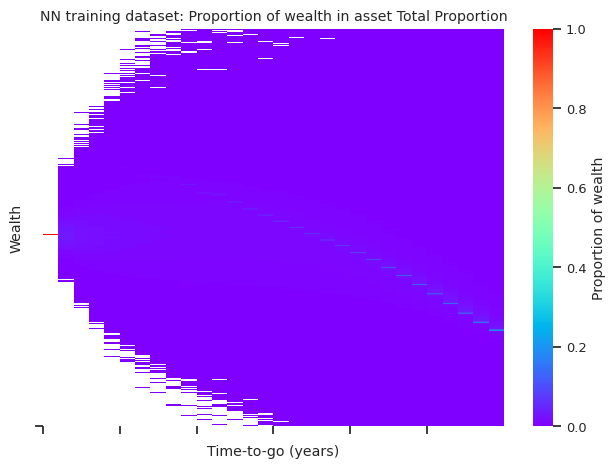 NN training dataset: Proportion of wealth in asset Total Proportion
Wealth
Time-to-go (years)
1.0
0.8
0.6
0.4
0.2
0.0
Proportion of wealth